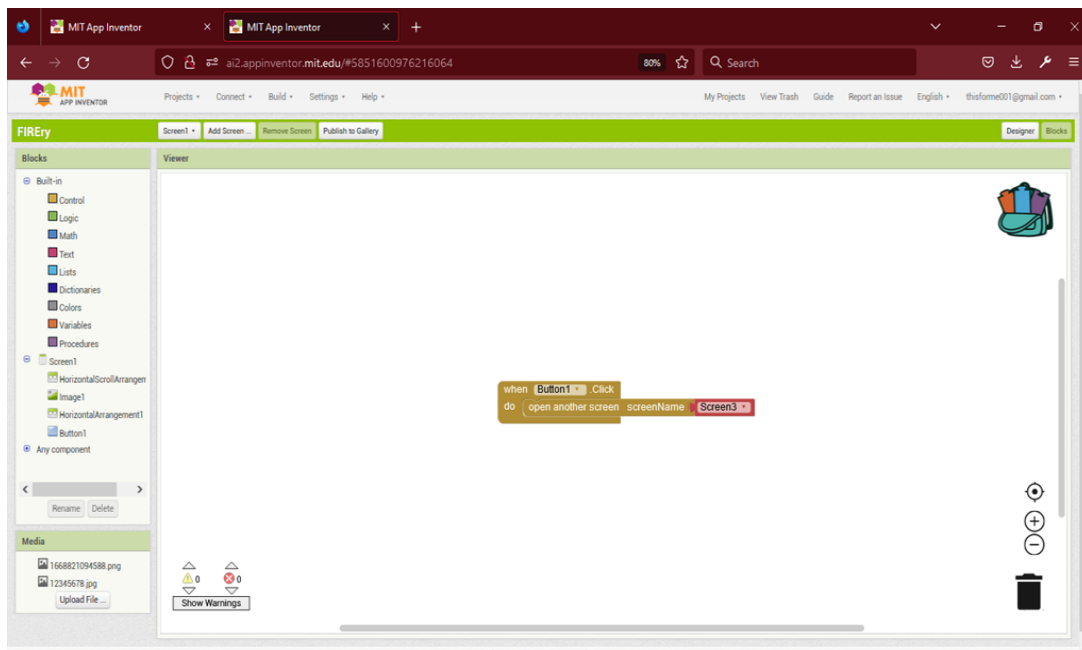 MIT App Inventor
MIT App Inventor
ai2.appinventor.mit.edu/#5851600976216064
80%
Search
MIT
APP INVENTOR
Projects
Connect
Build
Settings
Help
My Projects
View Trash
Guide
Report an Issue
English
thisforme001@gmail.com
FIREry
Screen1
Add Screen ...
Remove Screen
Publish to Gallery
Designer
Blocks
Blocks
Built-in
Control
Logic
Math
Text
Lists
Dictionaries
Colors
Variables
Procedures
Screen1
HorizontalScrollArrangem
Image1
HorizontalArrangement1
Button1
Any component
Rename
Delete
Media
1668821094588.png
12345678.jpg
Upload File ...
Viewer
when Button1 .Click
do open another screen screenName Screen3
0
0
Show Warnings